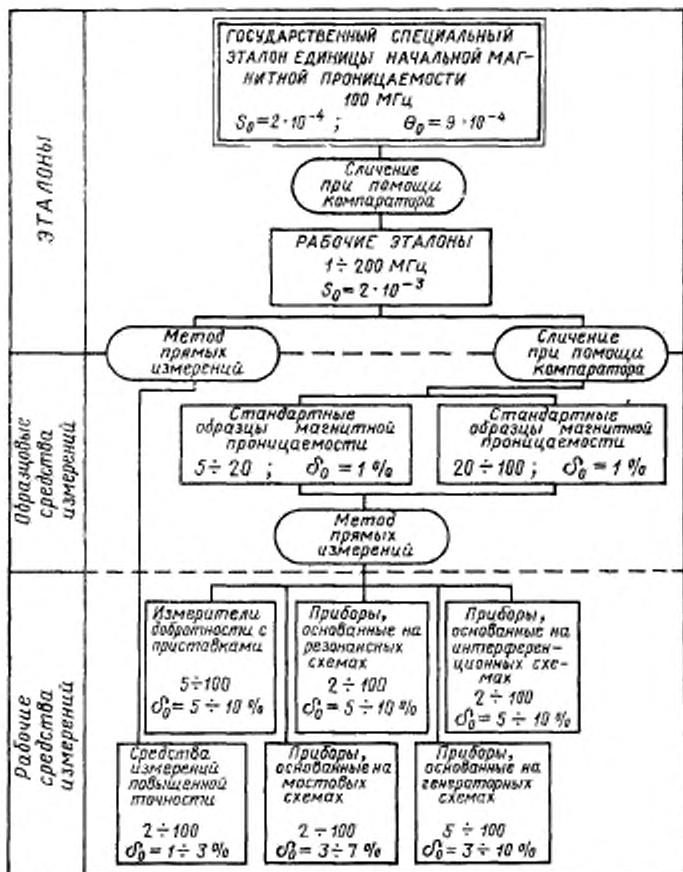 ЭТАЛОНЫ
ГОСУДАРСТВЕННЫЙ СПЕЦИАЛЬНЫЙ
ЭТАЛОН ЕДИНИЦЫ НАЧАЛЬНОЙ МАГ-
НИТНОЙ ПРОНИЦАЕМОСТИ
100 МГц
S₀ = 2·10⁻⁴ ; Θ₀ = 9·10⁻⁴
Сличение
при помощи
компаратора
РАБОЧИЕ ЭТАЛОНЫ
1 ÷ 200 МГц
S₀ = 2·10⁻³
Метод
прямых
измерений
Сличение
при помощи
компаратора
Образцовые
средства
измерений
Стандартные
образцы магнитной
проницаемости
5 ÷ 20 ; δ₀ = 1 %
Стандартные
образцы магнитной
проницаемости
20 ÷ 100 ; δ₀ = 1 %
Метод
прямых
измерений
Рабочие
средства
измерений
Измерители
добротности с
приставками
5 ÷ 100
δ₀ = 5 ÷ 10 %
Приборы,
основанные на
резонансных
схемах
2 ÷ 100
δ₀ = 5 ÷ 10 %
Приборы,
основанные на
интерферен-
ционных схе-
мах
2 ÷ 100
δ₀ = 5 ÷ 10 %
Средства
измерений
повышенной
точности
2 ÷ 100
δ₀ = 1 ÷ 3 %
Приборы,
основанные на
мостовых
схемах
2 ÷ 100
δ₀ = 3 ÷ 7 %
Приборы,
основанные на
генераторных
схемах
5 ÷ 100
δ₀ = 3 ÷ 10 %